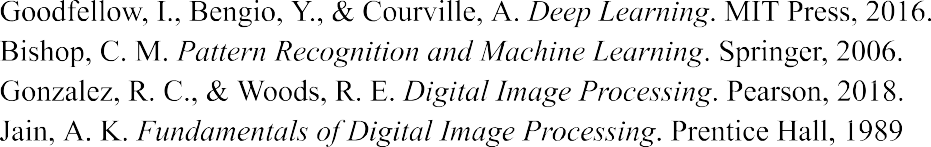 Goodfellow, I., Bengio, Y., & Courville, A. Deep Learning. MIT Press, 2016.
Bishop, C. M. Pattern Recognition and Machine Learning. Springer, 2006.
Gonzalez, R. C., & Woods, R. E. Digital Image Processing. Pearson, 2018.
Jain, A. K. Fundamentals of Digital Image Processing. Prentice Hall, 1989